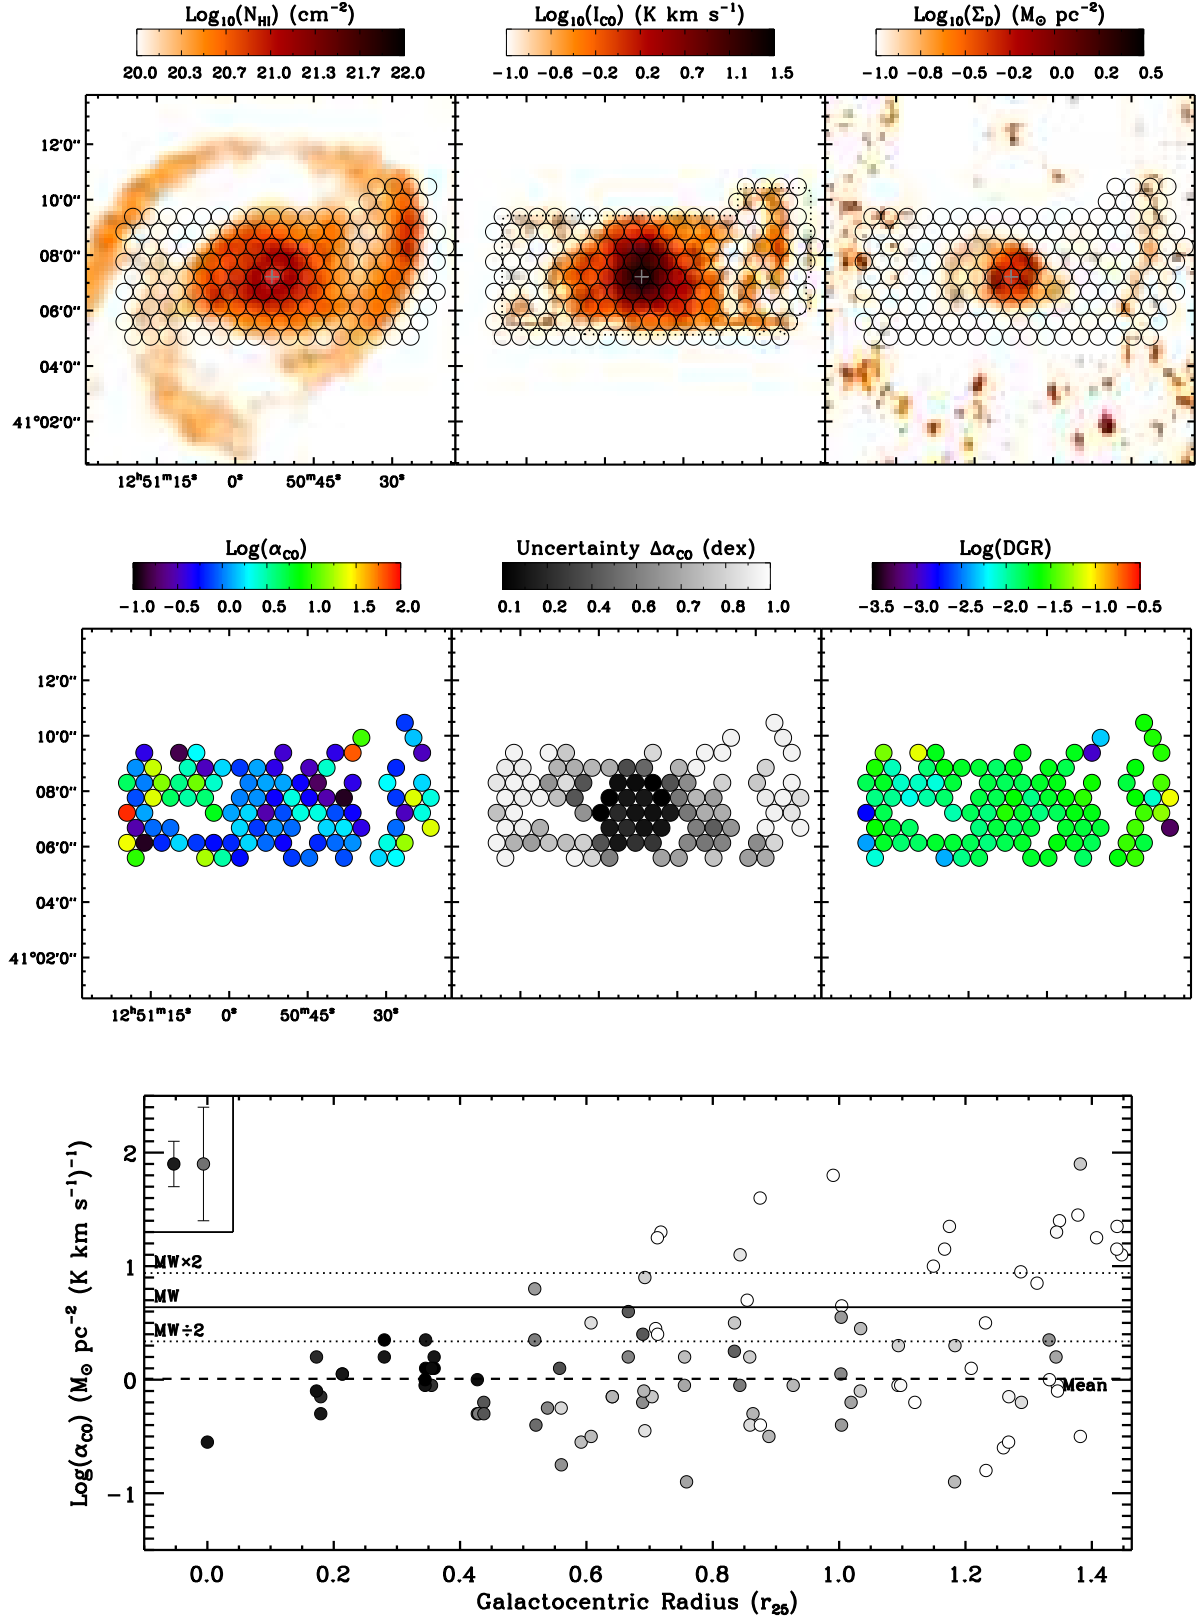 Log₁₀(N_HI) (cm⁻²) Log₁₀(I_CO) (K km s⁻¹) Log₁₀(Σ_D) (M⊙ pc⁻²)
20.0 20.3 20.7 21.0 21.3 21.7 22.0 −1.0 −0.6 −0.2 0.2 0.7 1.1 1.5 −1.0 −0.8 −0.5 −0.2 0.0 0.2 0.5
12'0''
10'0''
08'0''
06'0''
04'0''
41°02'0''
12ʰ51ᵐ15ˢ 0ˢ 50ᵐ45ˢ 30ˢ
Log(α_CO) Uncertainty Δα_CO (dex) Log(DGR)
−1.0 −0.5 0.0 0.5 1.0 1.5 2.0 0.1 0.2 0.4 0.6 0.7 0.8 1.0 −3.5 −3.0 −2.5 −2.0 −1.5 −1.0 −0.5
12'0''
10'0''
08'0''
06'0''
04'0''
41°02'0''
12ʰ51ᵐ15ˢ 0ˢ 50ᵐ45ˢ 30ˢ
Log(α_CO) (M⊙ pc⁻² (K km s⁻¹)⁻¹)
2
1
0
−1
MW×2
MW
MW÷2
Mean
0.0 0.2 0.4 0.6 0.8 1.0 1.2 1.4
Galactocentric Radius (r₂₅)